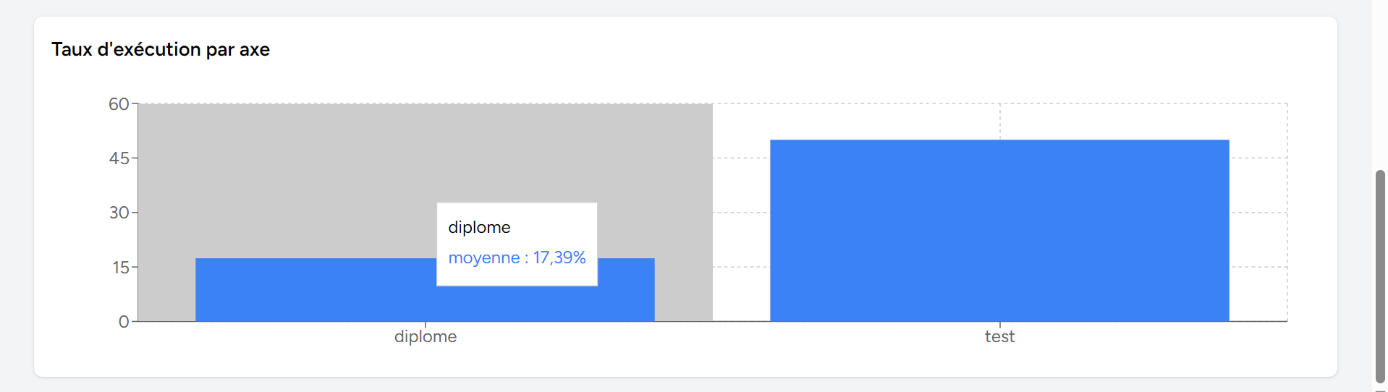 Taux d'exécution par axe
60
45
30
15
0
diplome
moyenne : 17,39%
diplome
test